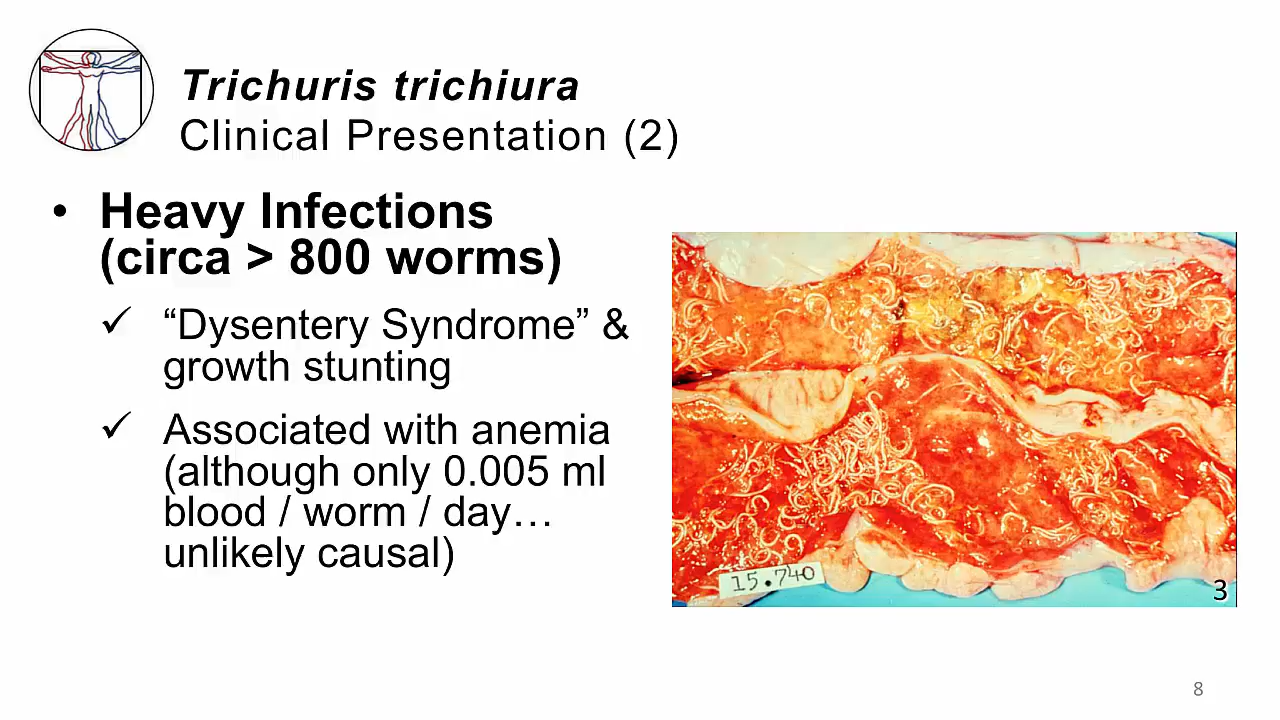 Trichuris trichiura
Clinical Presentation (2)
• Heavy Infections
(circa > 800 worms)
✓ “Dysentery Syndrome” &
growth stunting
✓ Associated with anemia
(although only 0.005 ml
blood / worm / day…
unlikely causal)
15.740
3
8